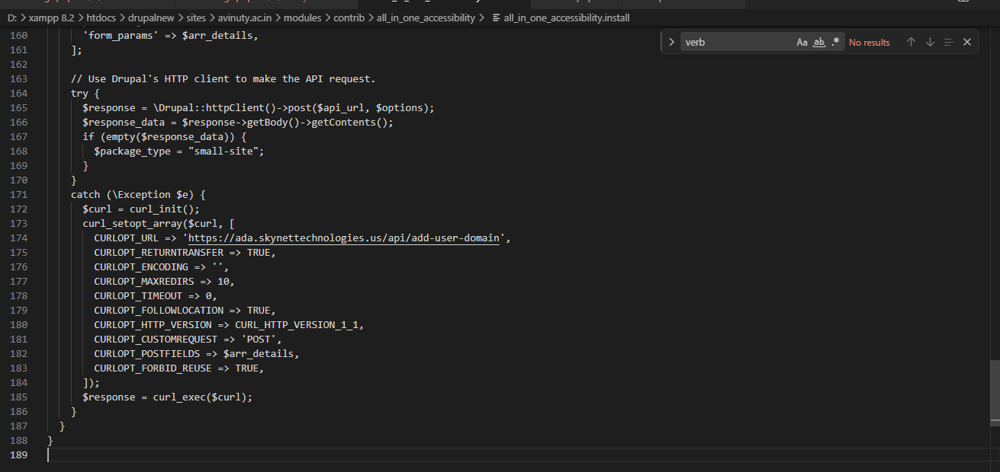 D: > xampp 8.2 > htdocs > drupalnew > sites > avinuty.ac.in > modules > contrib > all_in_one_accessibility > all_in_one_accessibility.install
verb
Aa ab .* No results
160 'form_params' => $arr_details,
161 ];
162
163 // Use Drupal's HTTP client to make the API request.
164 try {
165 $response = \Drupal::httpClient()->post($api_url, $options);
166 $response_data = $response->getBody()->getContents();
167 if (empty($response_data)) {
168 $package_type = "small-site";
169 }
170 }
171 catch (\Exception $e) {
172 $curl = curl_init();
173 curl_setopt_array($curl, [
174 CURLOPT_URL => 'https://ada.skynettechnologies.us/api/add-user-domain',
175 CURLOPT_RETURNTRANSFER => TRUE,
176 CURLOPT_ENCODING => '',
177 CURLOPT_MAXREDIRS => 10,
178 CURLOPT_TIMEOUT => 0,
179 CURLOPT_FOLLOWLOCATION => TRUE,
180 CURLOPT_HTTP_VERSION => CURL_HTTP_VERSION_1_1,
181 CURLOPT_CUSTOMREQUEST => 'POST',
182 CURLOPT_POSTFIELDS => $arr_details,
183 CURLOPT_FORBID_REUSE => TRUE,
184 ]);
185 $response = curl_exec($curl);
186 }
187 }
188 }
189